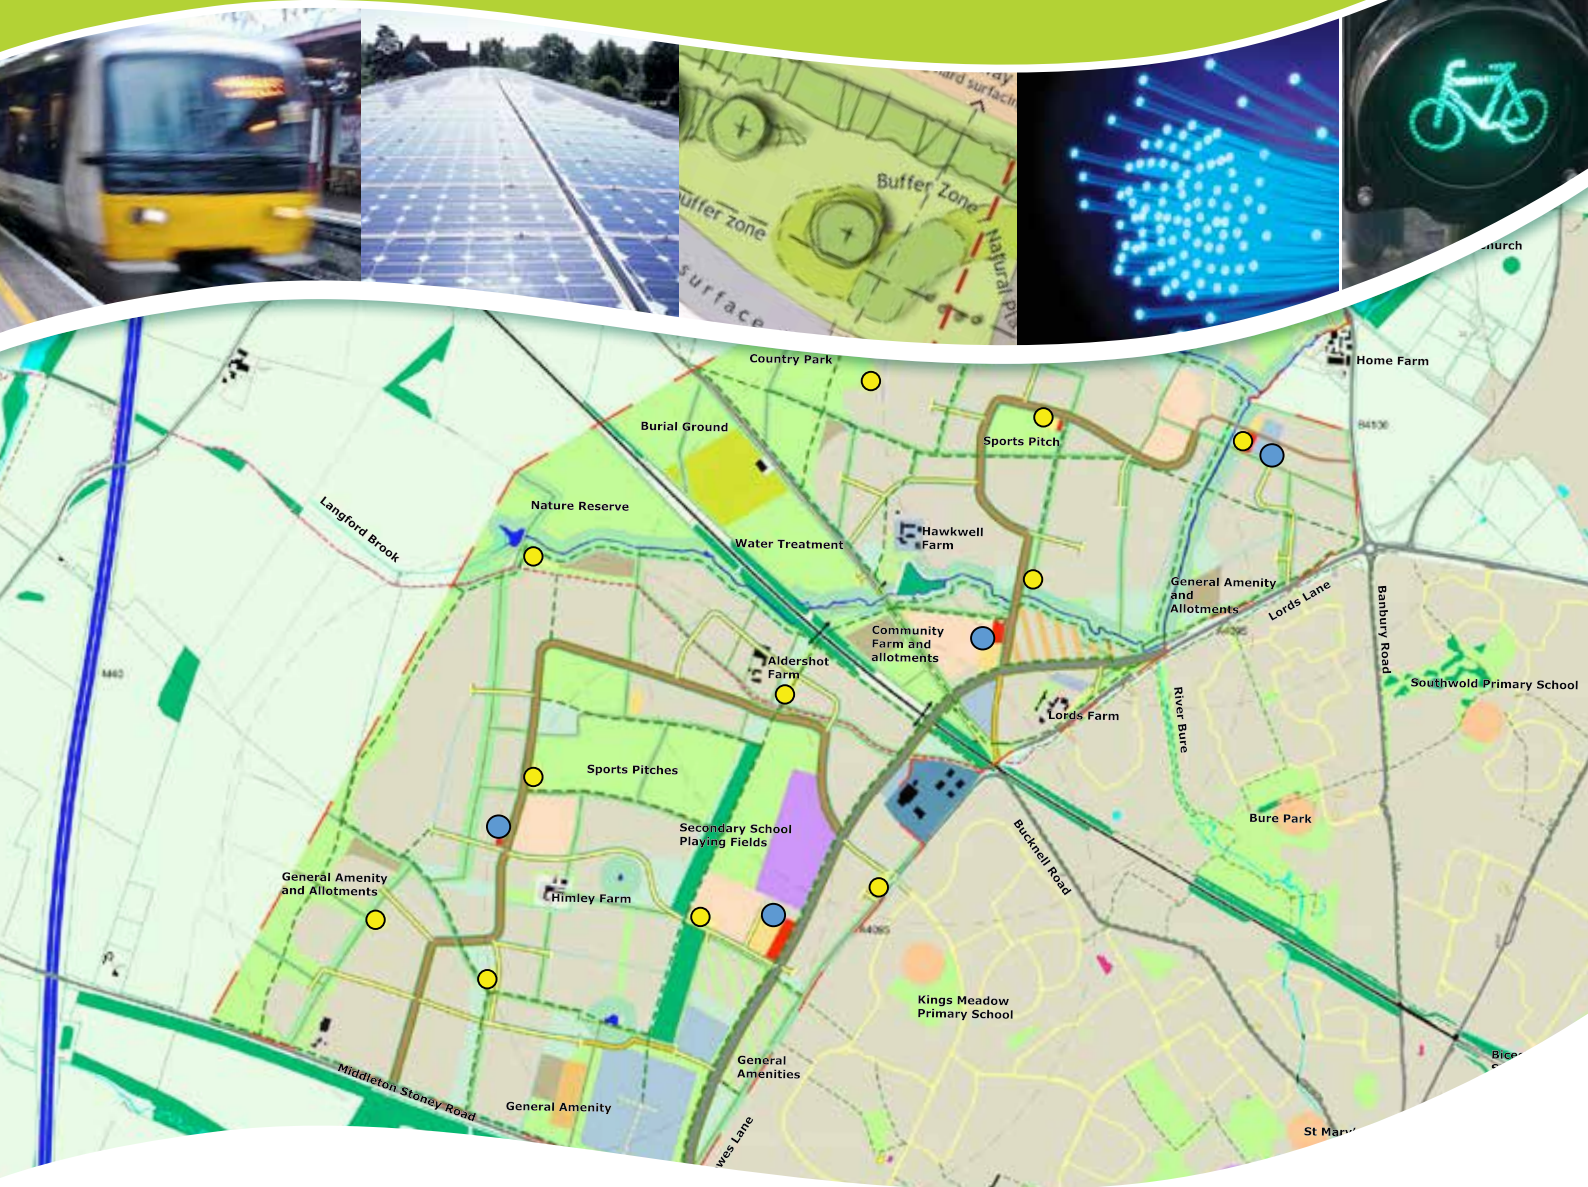 hard surfacing
Buffer Zone
Buffer zone
Natural
surface
Country Park
Home Farm
Burial Ground
B4100
Sports Pitch
Nature Reserve
Langford Brook
Water Treatment
Hawkwell
Farm
General Amenity
and
Allotments
Lords Lane
Banbury Road
A4095
Community
Farm and
allotments
Aldershot
Farm
M40
Southwold Primary School
Lords Farm
River Bure
Sports Pitches
Secondary School
Playing Fields
Bure Park
Bucknell Road
General Amenity
and Allotments
Himley Farm
A4095
Kings Meadow
Primary School
General
Amenities
Middleton Stoney Road
General Amenity
St Mary's